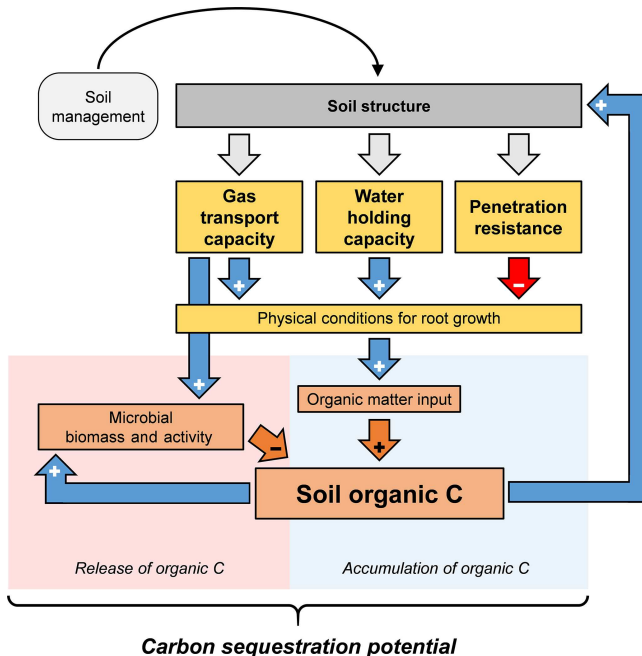 Soil
management
Soil structure
+
Gas
transport
capacity
Water
holding
capacity
Penetration
resistance
+
+
−
Physical conditions for root growth
+
+
Organic matter input
Microbial
biomass and activity
−
+
+
Soil organic C
Release of organic C
Accumulation of organic C
Carbon sequestration potential